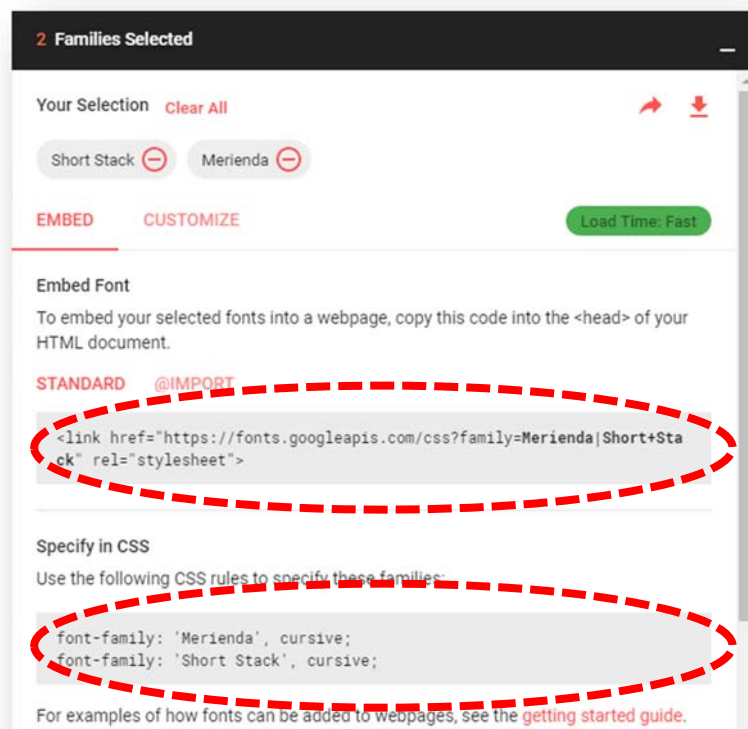 2 Families Selected
Your Selection Clear All
Short Stack Merienda
EMBED CUSTOMIZE Load Time: Fast
Embed Font
To embed your selected fonts into a webpage, copy this code into the <head> of your
HTML document.
STANDARD @IMPORT
<link href="https://fonts.googleapis.com/css?family=Merienda|Short+Sta
ck" rel="stylesheet">
Specify in CSS
Use the following CSS rules to specify these families:
font-family: 'Merienda', cursive;
font-family: 'Short Stack', cursive;
For examples of how fonts can be added to webpages, see the getting started guide.